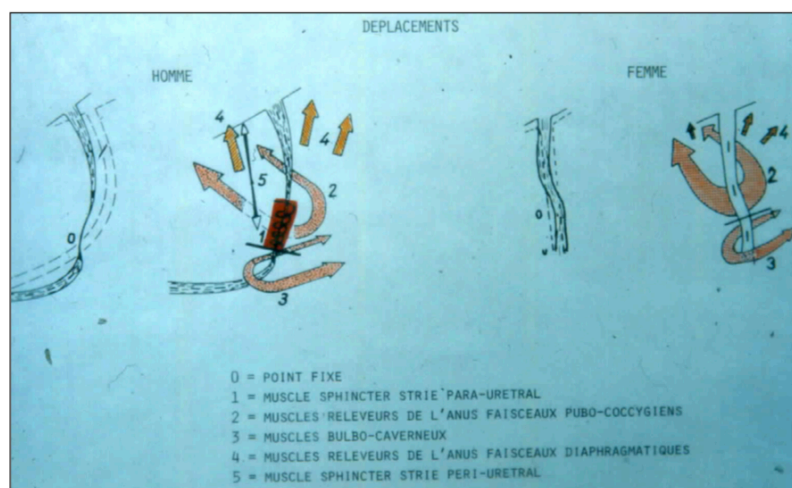 DEPLACEMENTS
HOMME
FEMME
4
4
5
2
1
0
3
2
0
3
0 = POINT FIXE
1 = MUSCLE SPHINCTER STRIE PARA-URETRAL
2 = MUSCLES RELEVEURS DE L'ANUS FAISCEAUX PUBO-COCCYGIENS
3 = MUSCLES BULBO-CAVERNEUX
4 = MUSCLES RELEVEURS DE L'ANUS FAISCEAUX DIAPHRAGMATIQUES
5 = MUSCLE SPHINCTER STRIE PERI-URETRAL